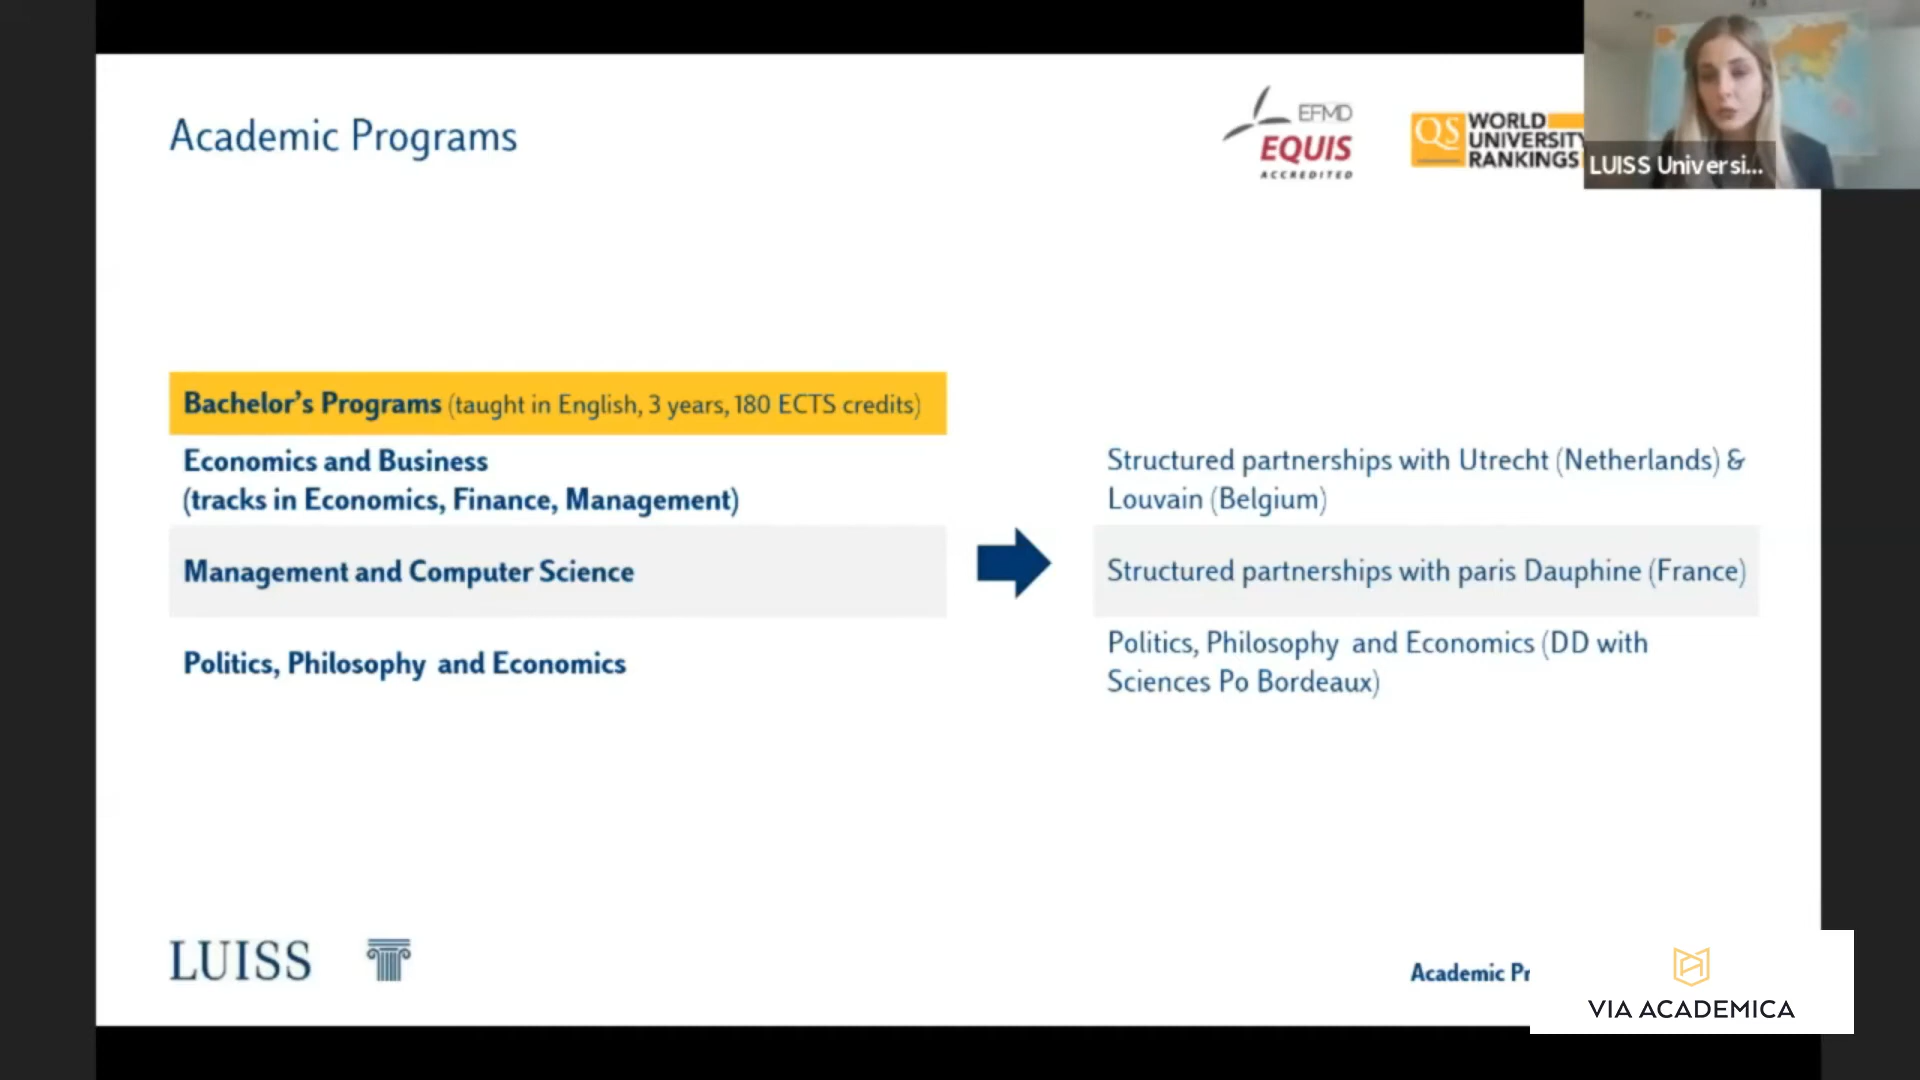 Academic Programs
EFMD
EQUIS
ACCREDITED
QS
WORLD
UNIVERSITY
RANKINGS
LUISS Universi...
Bachelor's Programs (taught in English, 3 years, 180 ECTS credits)
Economics and Business
(tracks in Economics, Finance, Management)
Structured partnerships with Utrecht (Netherlands) &
Louvain (Belgium)
Management and Computer Science
Structured partnerships with paris Dauphine (France)
Politics, Philosophy and Economics
Politics, Philosophy and Economics (DD with
Sciences Po Bordeaux)
LUISS
Academic Pr
VIA ACADEMICA